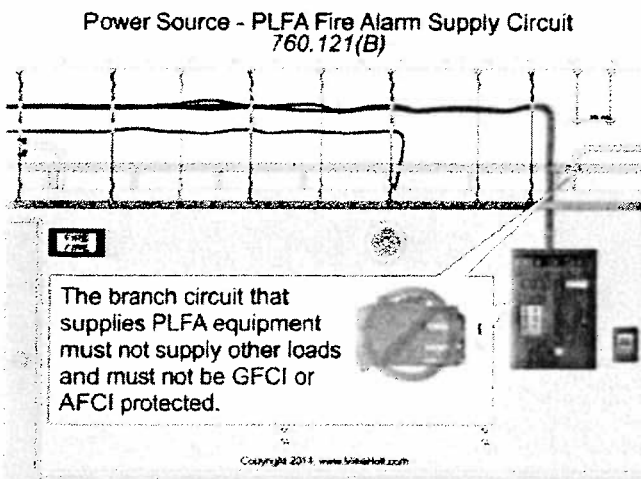 Power Source - PLFA Fire Alarm Supply Circuit
760.121(B)
The branch circuit that
supplies PLFA equipment
must not supply other loads
and must not be GFCI or
AFCI protected.
Copyright 2014, www.MikeHolt.com